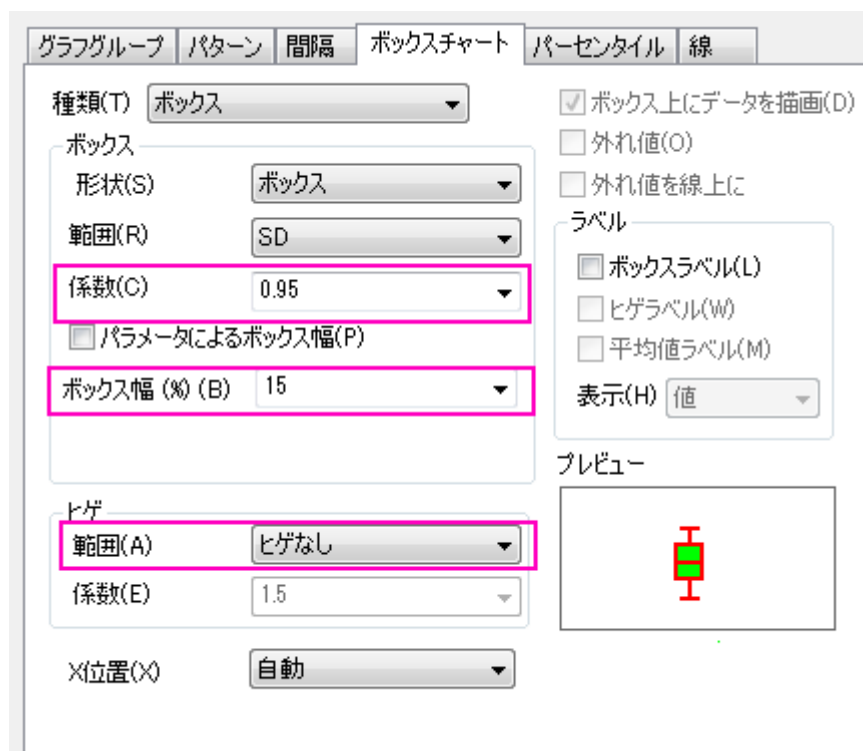 グラフグループ パターン 間隔 ボックスチャート パーセンタイル 線
種類(T) ボックス
ボックス
形状(S) ボックス
範囲(R) SD
係数(C) 0.95
パラメータによるボックス幅(P)
ボックス幅 (%) (B) 15
ヒゲ
範囲(A) ヒゲなし
係数(E) 1.5
X位置(X) 自動
ボックス上にデータを描画(D)
外れ値(O)
外れ値を線上に
ラベル
ボックスラベル(L)
ヒゲラベル(W)
平均値ラベル(M)
表示(H) 値
プレビュー